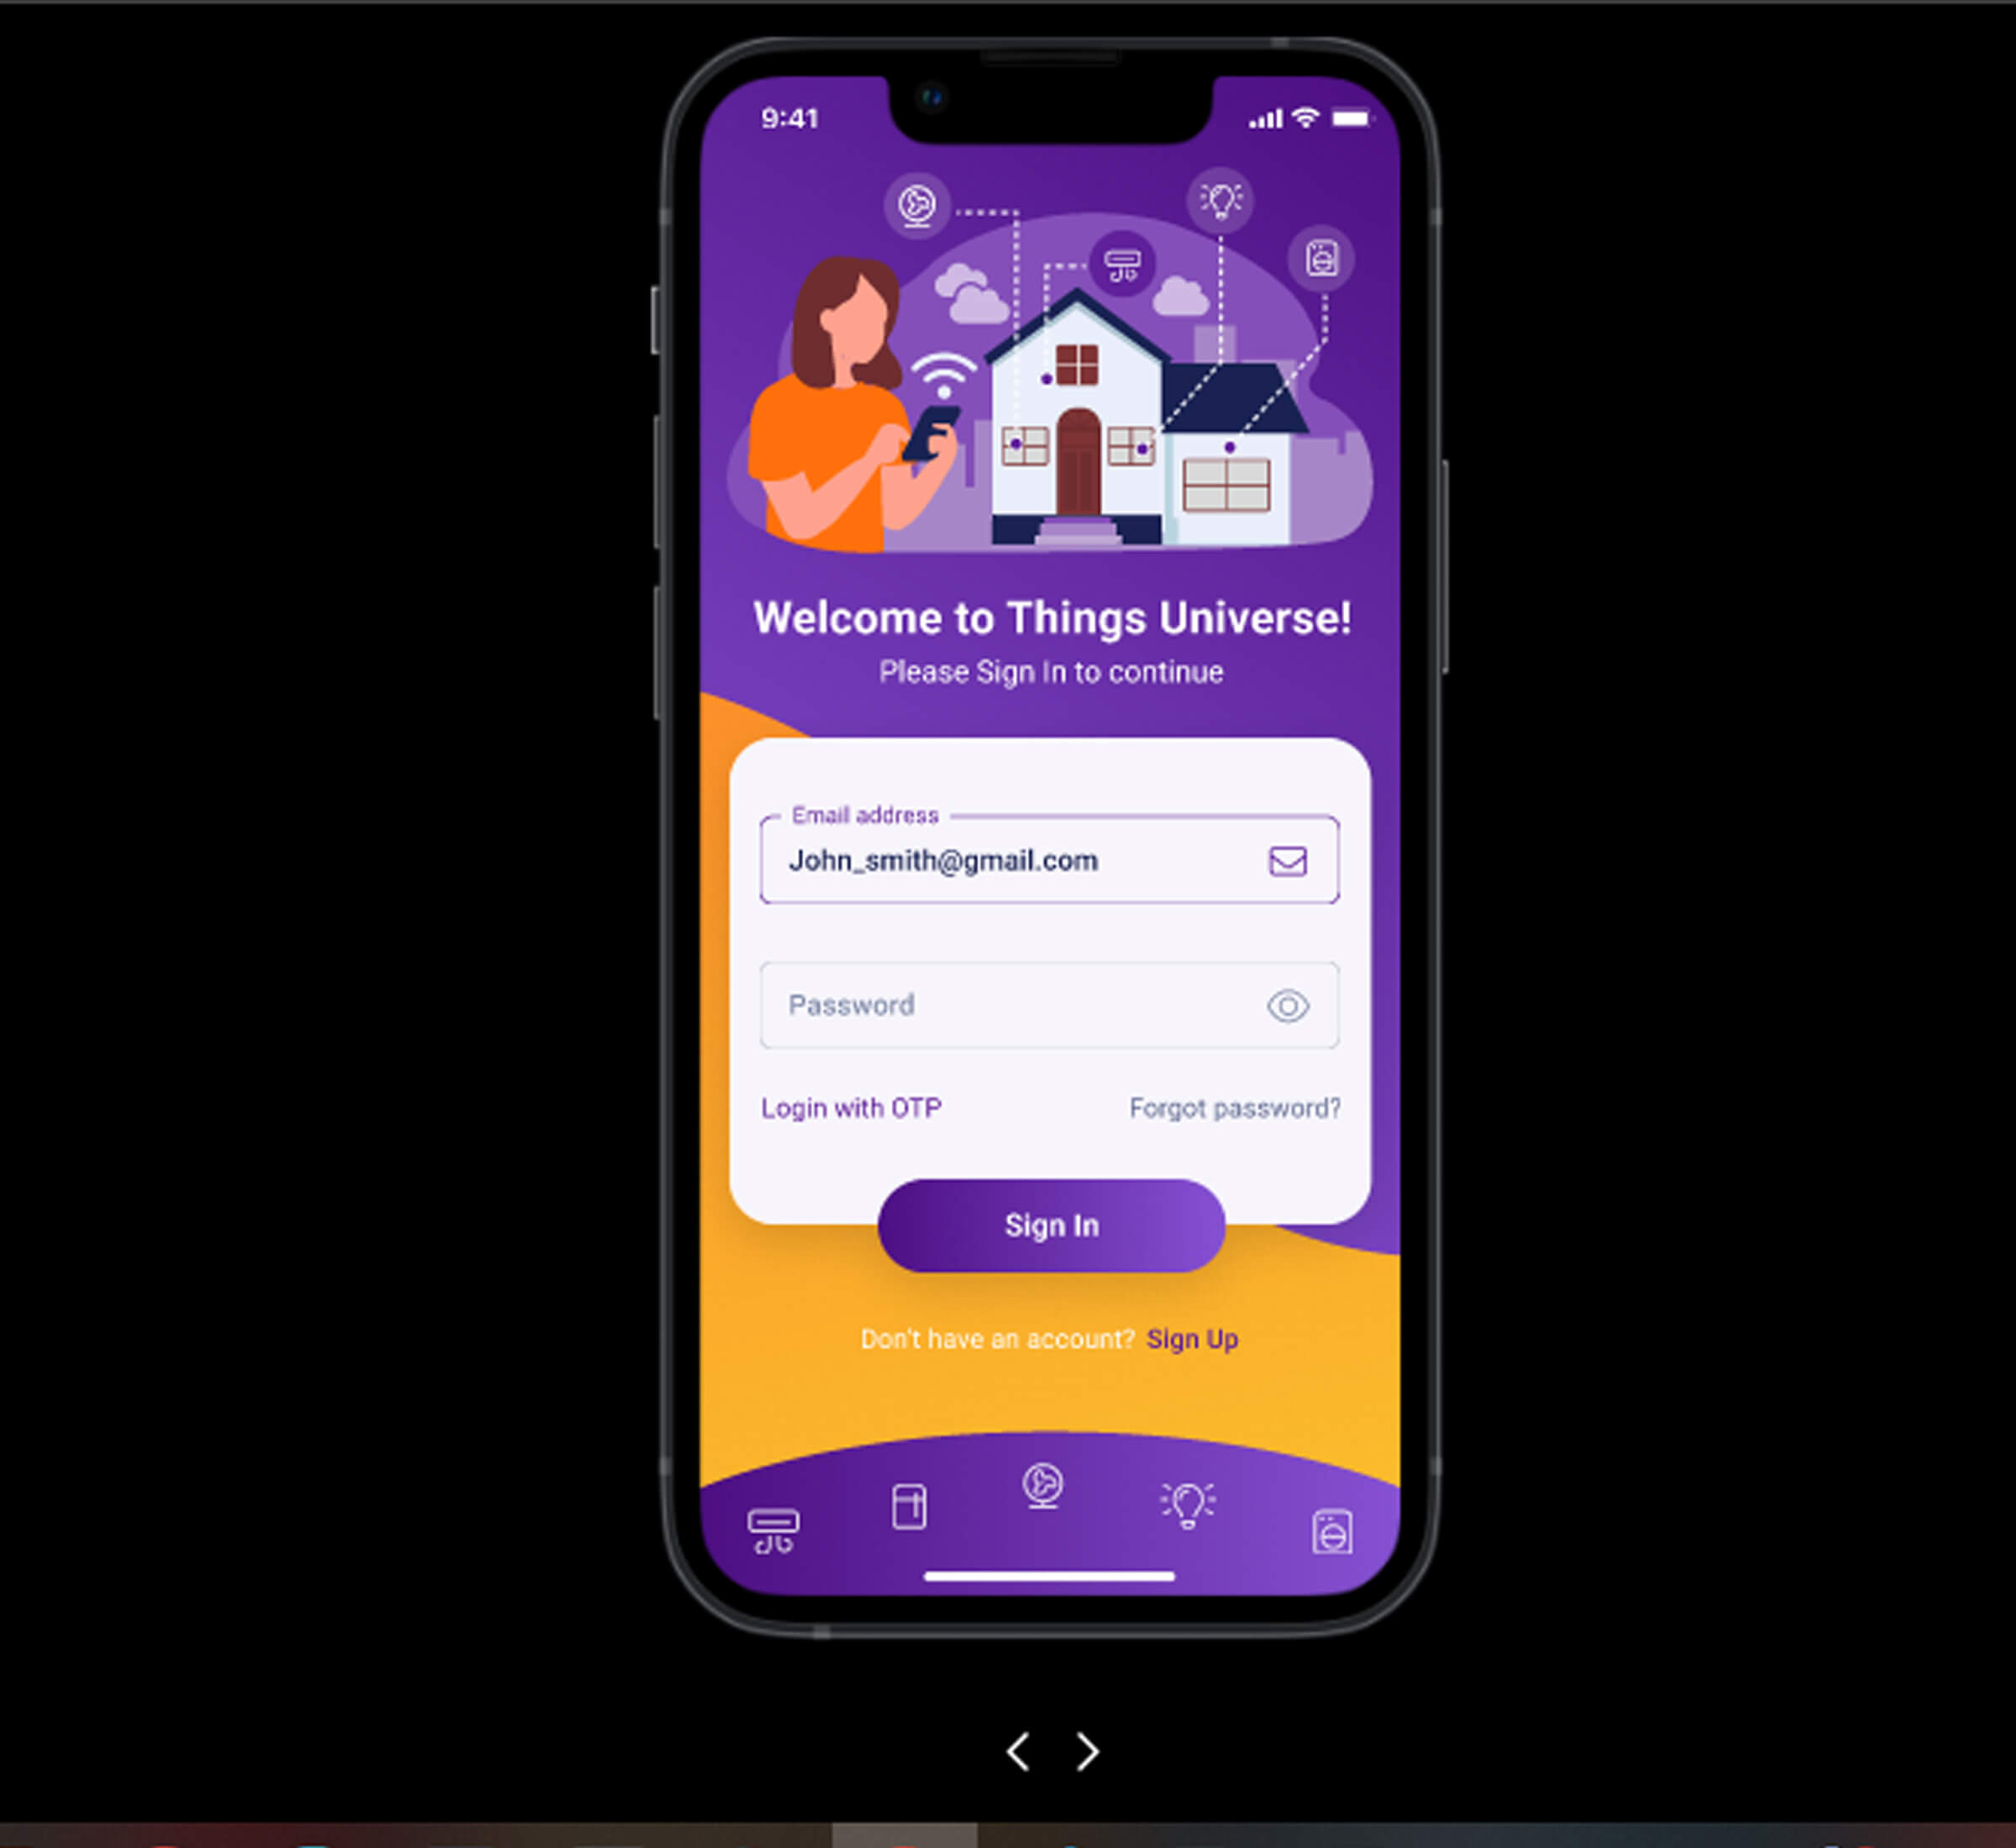 9:41
Welcome to Things Universe!
Please Sign In to continue
Email address
John_smith@gmail.com
Password
Login with OTP Forgot password?
Sign In
Don't have an account? Sign Up